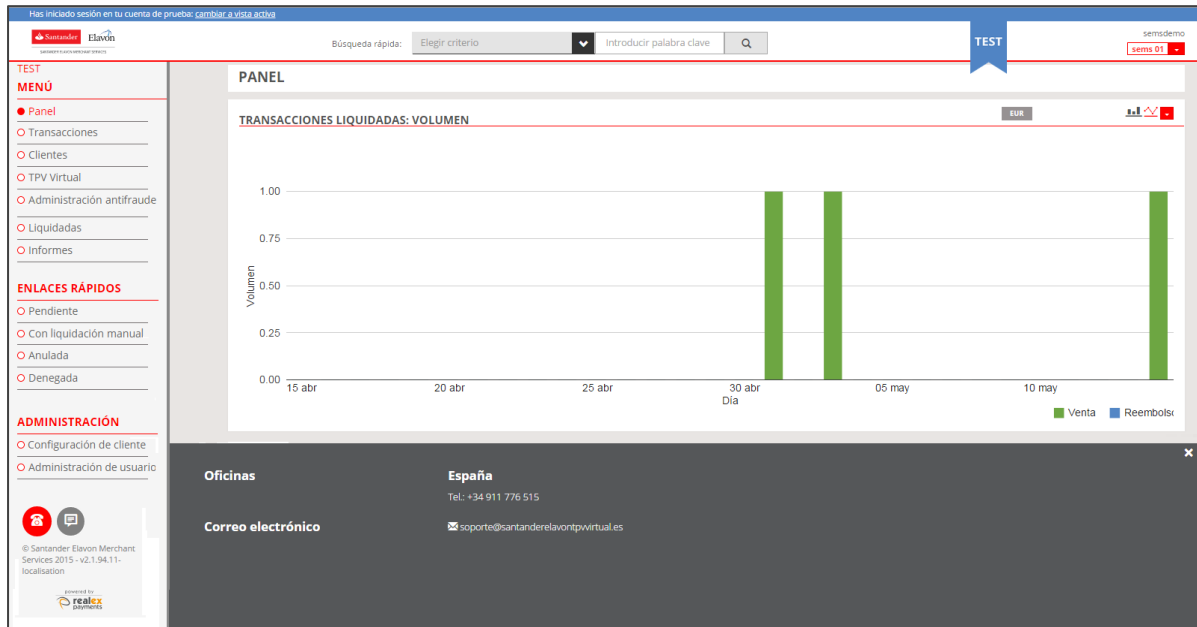 Has iniciado sesión en tu cuenta de prueba: cambiar a vista activa
Santander Elavon
SANTANDER ELAVON MERCHANT SERVICES
Búsqueda rápida: Elegir criterio Introducir palabra clave
TEST
semsdemo
sems 01
TEST
MENÚ
Panel
Transacciones
Clientes
TPV Virtual
Administración antifraude
Liquidadas
Informes
ENLACES RÁPIDOS
Pendiente
Con liquidación manual
Anulada
Denegada
ADMINISTRACIÓN
Configuración de cliente
Administración de usuario
© Santander Elavon Merchant
Services 2015 - v2.1.94.11-
localisation
powered by
realex
payments
PANEL
TRANSACCIONES LIQUIDADAS: VOLUMEN
EUR
1.00
0.75
0.50
0.25
0.00
Volumen
15 abr 20 abr 25 abr 30 abr 05 may 10 may
Día
Venta Reembolso
Oficinas
España
Tel.: +34 911 776 515
Correo electrónico
soporte@santanderelavontpvvirtual.es